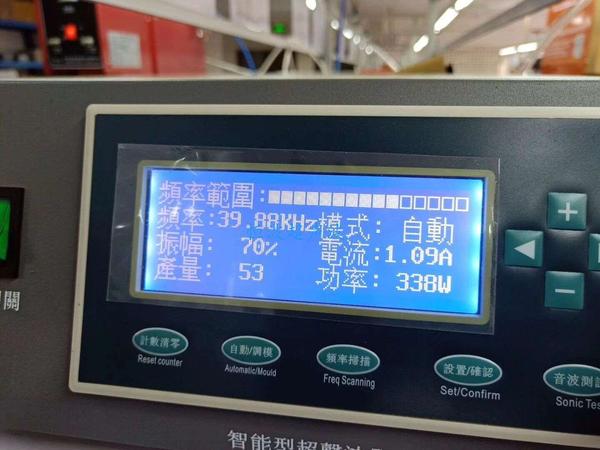 頻率範圍:
頻率:39.88KHz 模式: 自動
振幅: 70% 電流:1.09A
產量: 53 功率: 338W
計數清零
Reset counter
自動/調模
Automatic/Mould
頻率掃描
Freq Scanning
設置/確認
Set/Confirm
音波測
Sonic Tes
關
智能型超聲波